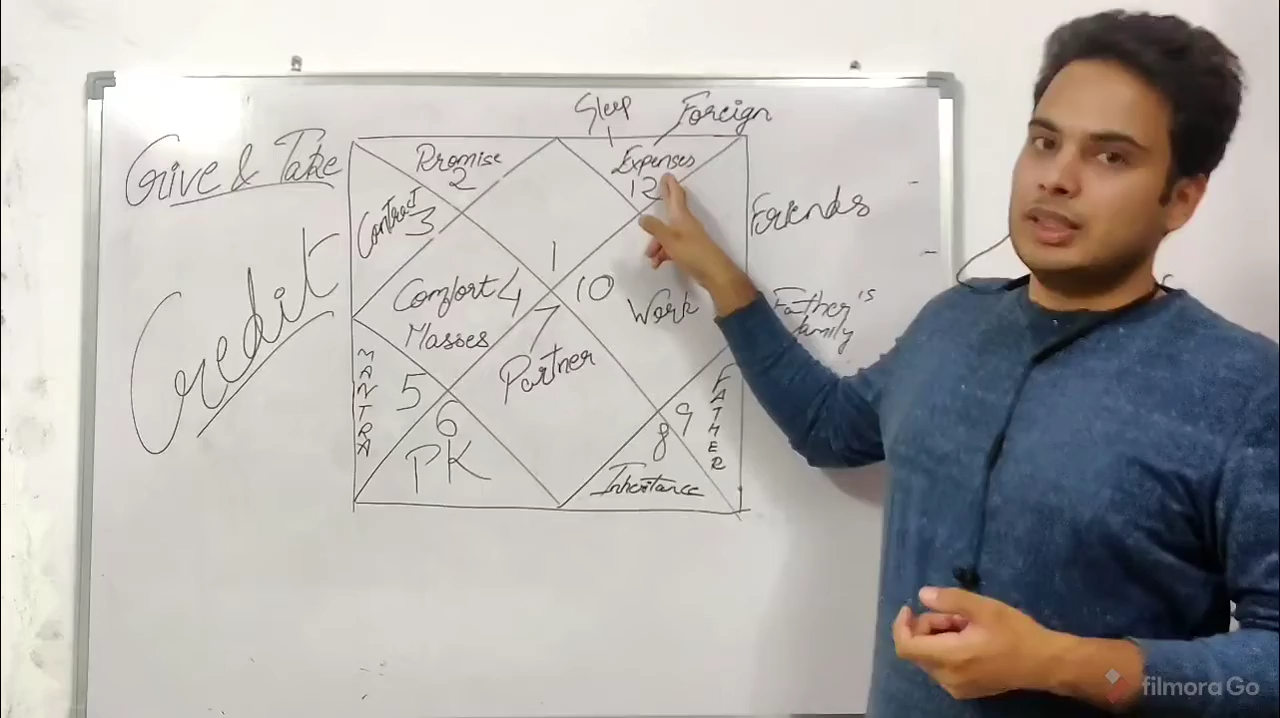 Give & Take
Credit
Sleep
Foreign
Promise
2
Expenses
12
Contract
3
Friends
1
Comfort 4
Masses
10
Work
Father's
family
7
Partner
MANTRA
5
6
PK
9
FATHER
8
Inheritance
filmora Go